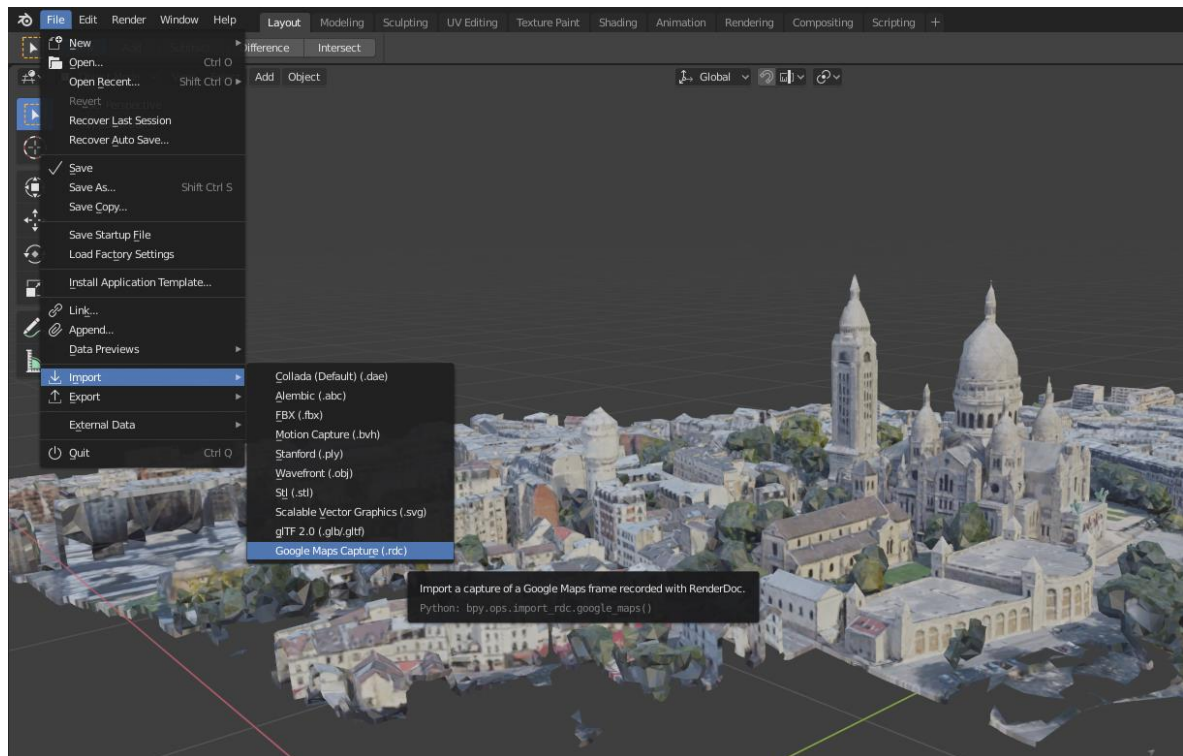 File Edit Render Window Help Layout Modeling Sculpting UV Editing Texture Paint Shading Animation Rendering Compositing Scripting +
New
ifference Intersect
Open... Ctrl O
Open Recent... Shift Ctrl O
Add Object Global
Revert
Recover Last Session
Recover Auto Save...
Save
Save As... Shift Ctrl S
Save Copy...
Save Startup File
Load Factory Settings
Install Application Template...
Link...
Append...
Data Previews
Import
Export
External Data
Quit Ctrl Q
Collada (Default) (.dae)
Alembic (.abc)
FBX (.fbx)
Motion Capture (.bvh)
Stanford (.ply)
Wavefront (.obj)
Stl (.stl)
Scalable Vector Graphics (.svg)
glTF 2.0 (.glb/.gltf)
Google Maps Capture (.rdc)
Import a capture of a Google Maps frame recorded with RenderDoc.
Python: bpy.ops.import_rdc.google_maps()